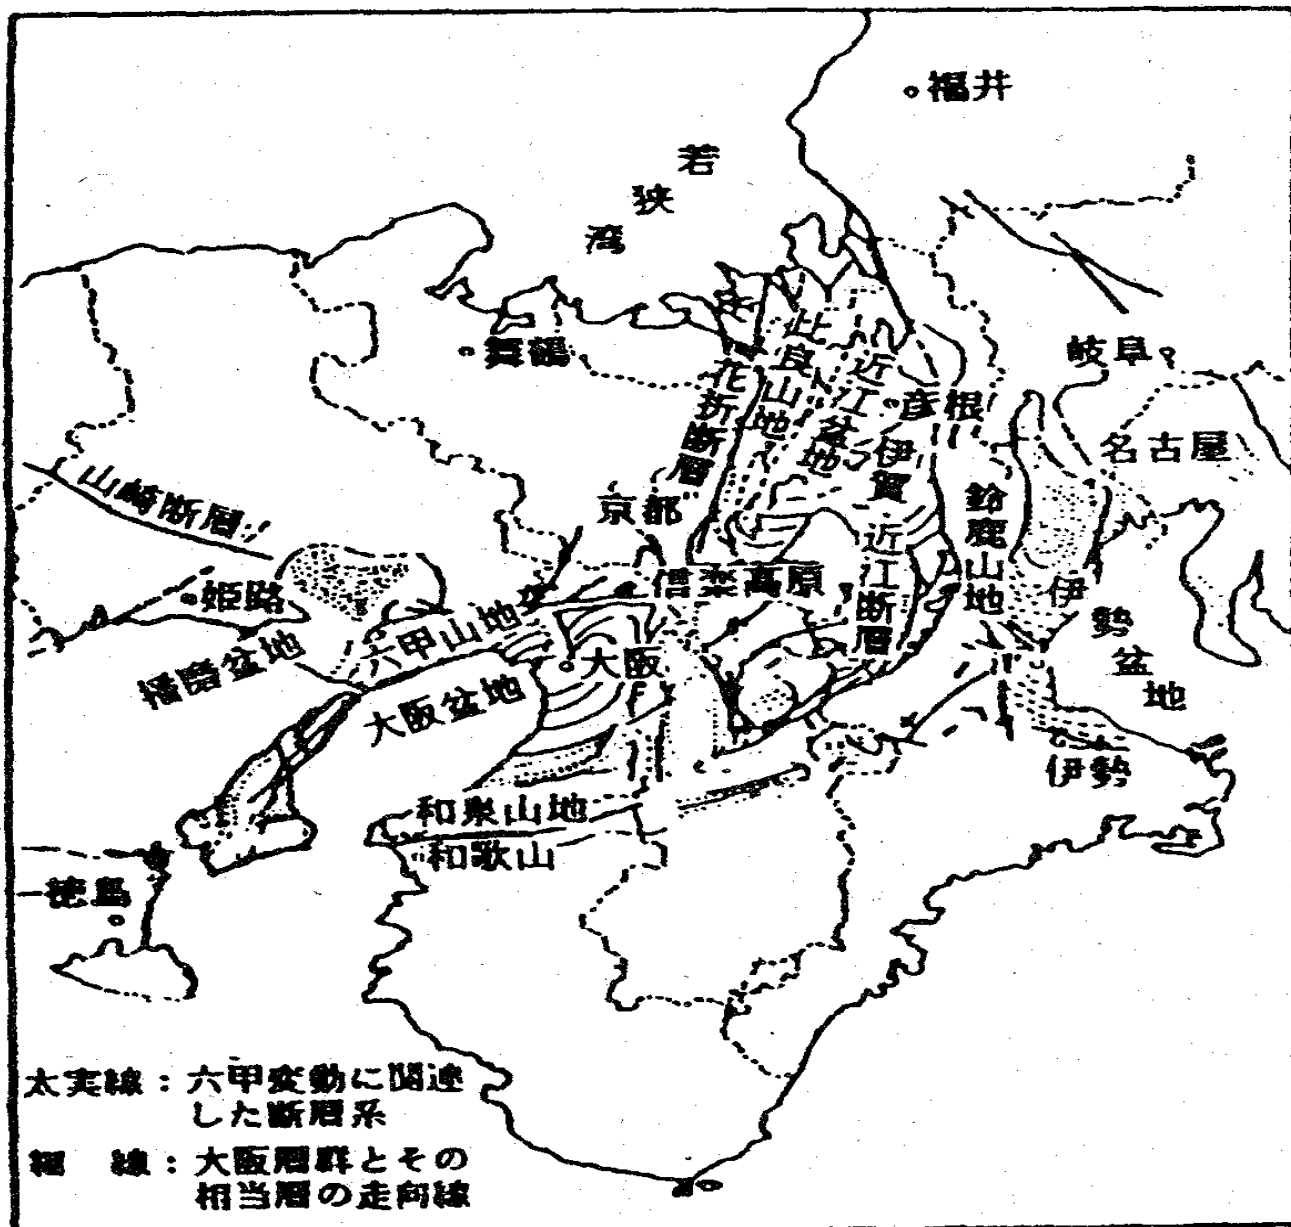 福井
若狭湾
舞鶴
岐阜
比良山地
花折断層
近江盆地
彦根
名古屋
伊賀・近江断層
山崎断層
京都
鈴鹿山地
信楽高原
姫路
伊勢盆地
六甲山地
播磨盆地
大阪
大阪盆地
伊勢
和泉山地
和歌山
徳島
太実線：六甲変動に関連
した断層系
細　線：大阪層群とその
相当層の走向線